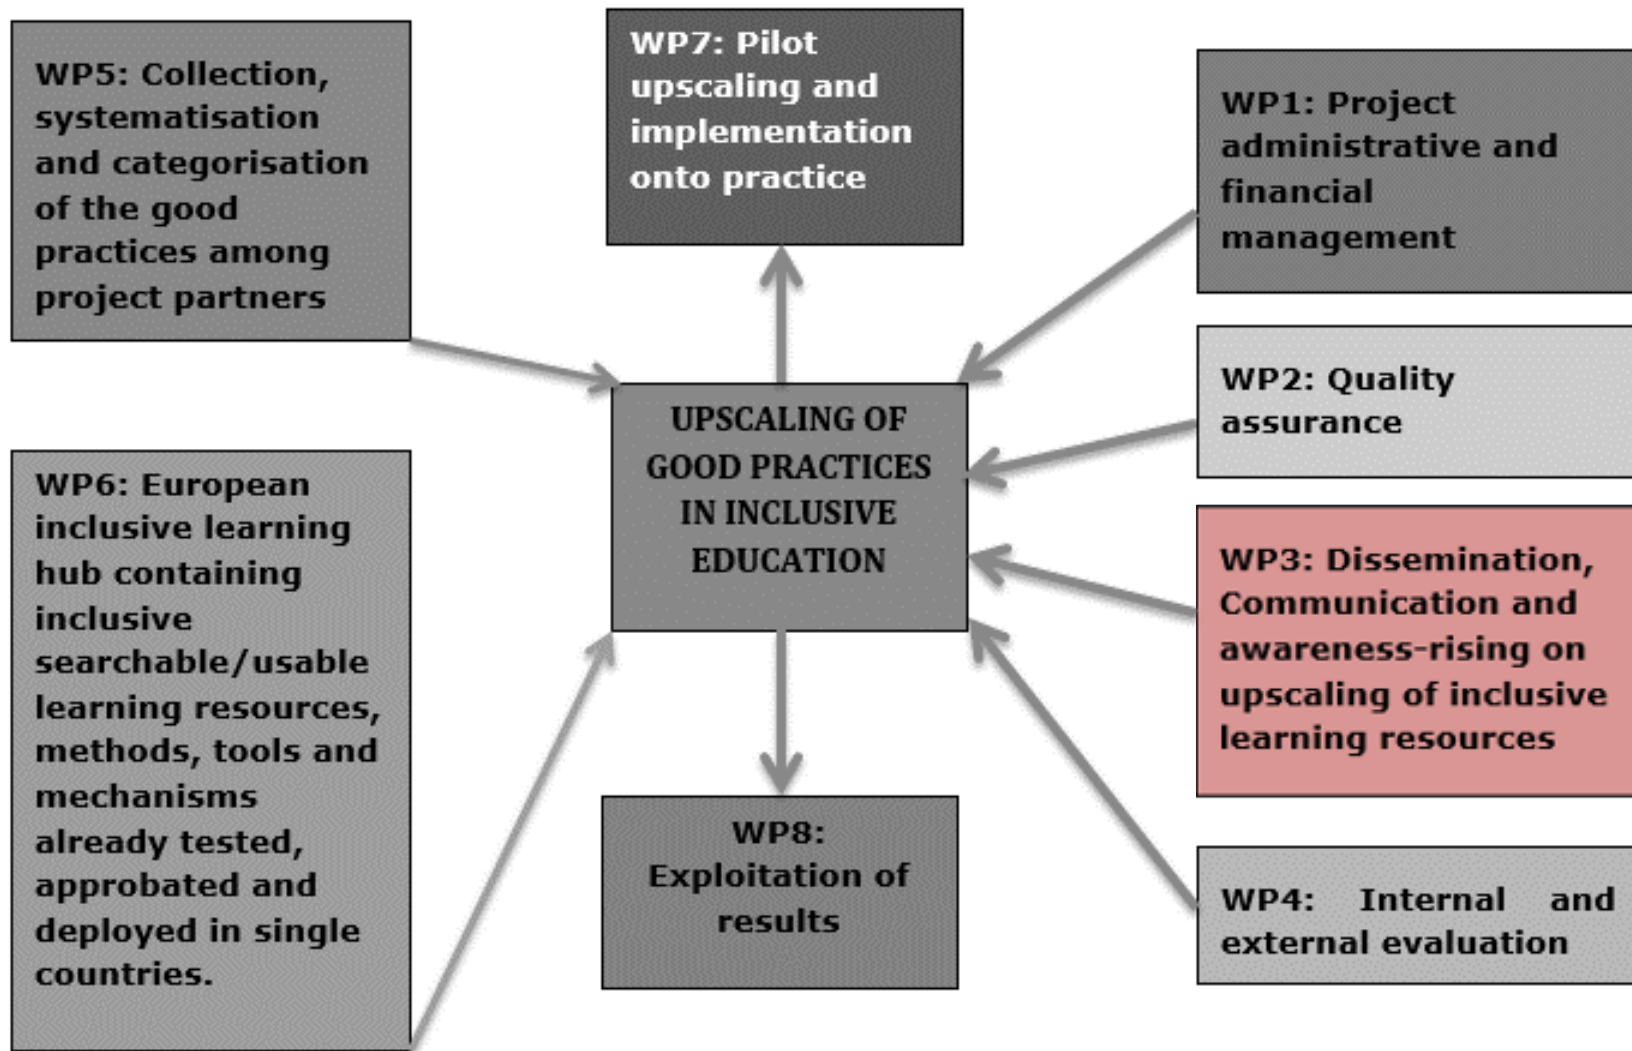 WP5: Collection,
systematisation
and categorisation
of the good
practices among
project partners
WP6: European
inclusive learning
hub containing
inclusive
searchable/usable
learning resources,
methods, tools and
mechanisms
already tested,
approbated and
deployed in single
countries.
WP7: Pilot
upscaling and
implementation
onto practice
UPSCALING OF
GOOD PRACTICES
IN INCLUSIVE
EDUCATION
WP8:
Exploitation of
results
WP1: Project
administrative and
financial
management
WP2: Quality
assurance
WP3: Dissemination,
Communication and
awareness-rising on
upscaling of inclusive
learning resources
WP4: Internal and
external evaluation